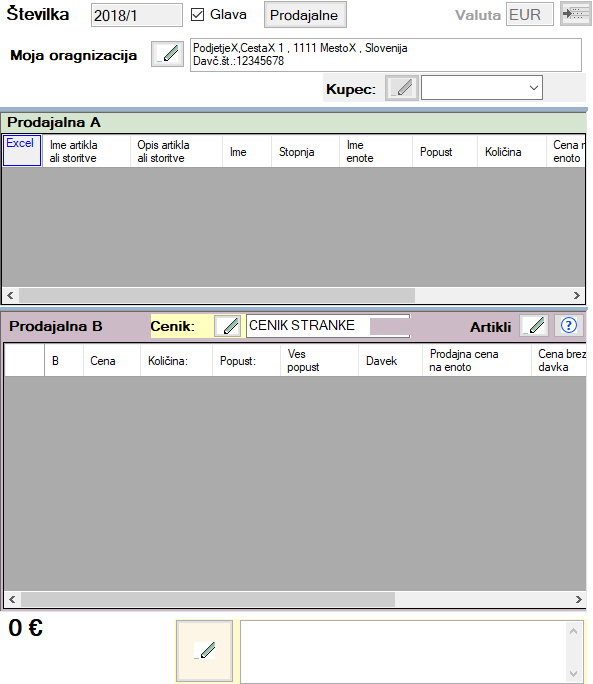 Številka 2018/1 Glava Prodajalne Valuta EUR
Moja oragnizacija
PodjetjeX,CestaX 1 , 1111 MestoX , Slovenija
Davč.št.:12345678
Kupec:
Prodajalna A
Excel
Ime artikla
ali storitve
Opis artikla
ali storitve
Ime
Stopnja
Ime
enote
Popust
Količina
Cena
enoto
Prodajalna B Cenik: CENIK STRANKE Artikli ?
B
Cena
Količina:
Popust:
Ves
popust
Davek
Prodajna cena
na enoto
Cena brez
davka
0 €